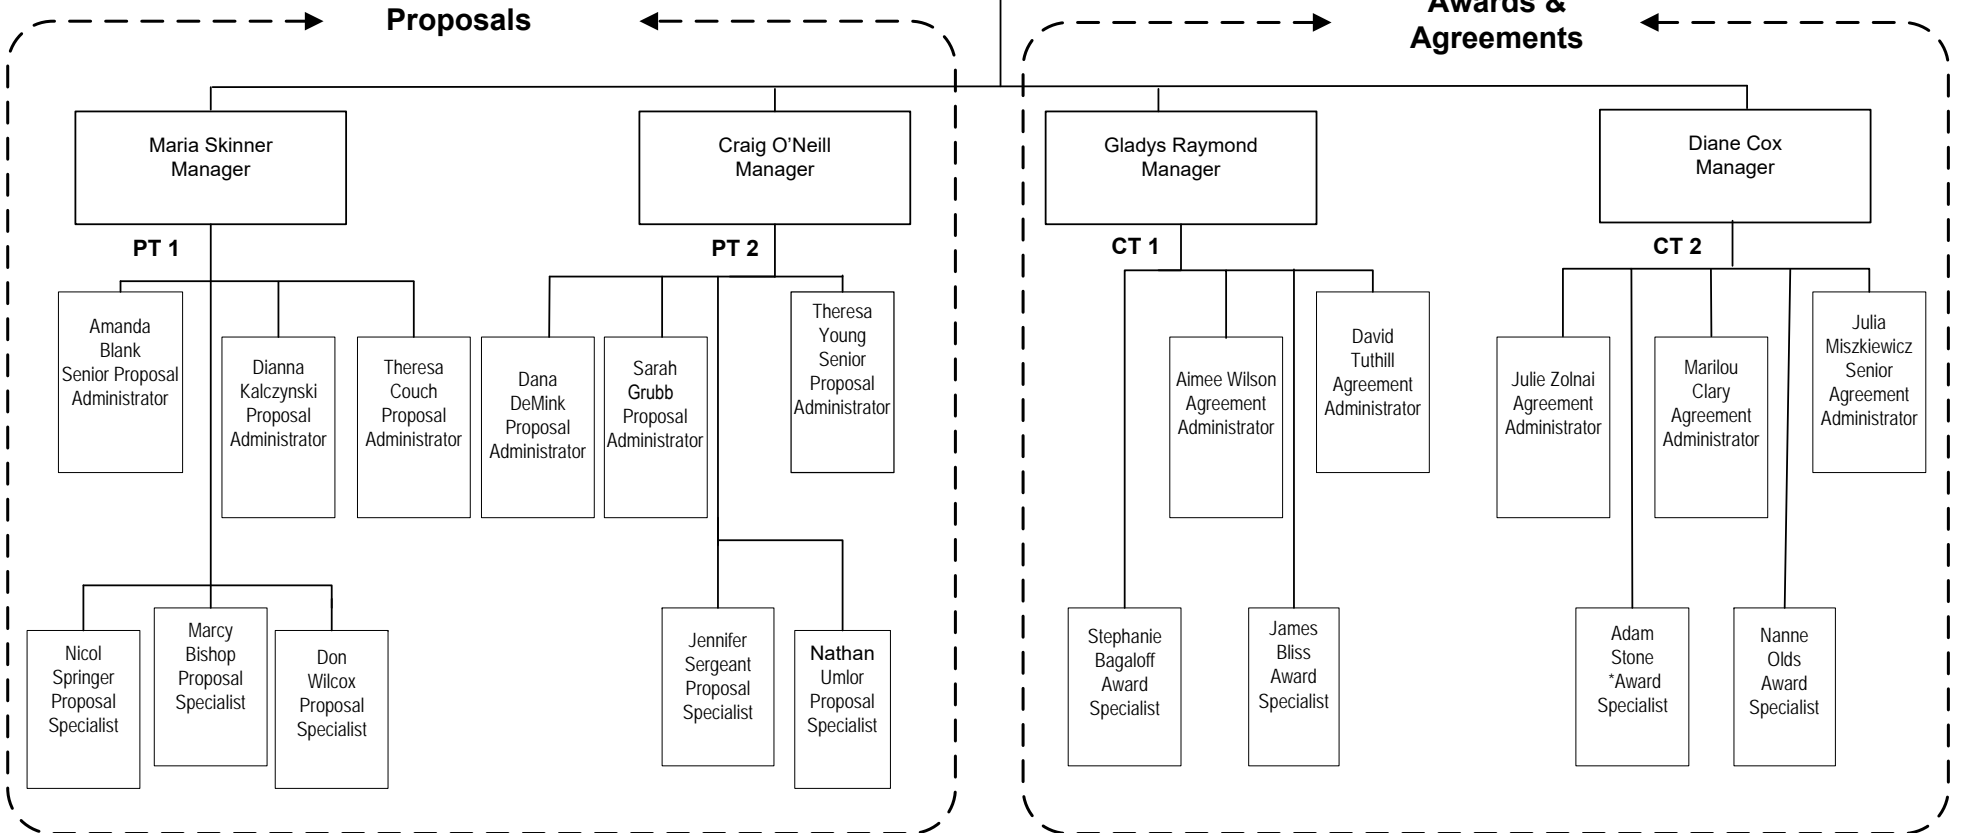 Proposals
Awards &
Agreements
Maria Skinner
Manager
Craig O'Neill
Manager
Gladys Raymond
Manager
Diane Cox
Manager
PT 1
PT 2
CT 1
CT 2
Amanda
Blank
Senior Proposal
Administrator
Dianna
Kalczynski
Proposal
Administrator
Theresa
Couch
Proposal
Administrator
Dana
DeMink
Proposal
Administrator
Sarah
Grubb
Proposal
Administrator
Theresa
Young
Senior
Proposal
Administrator
Aimee Wilson
Agreement
Administrator
David
Tuthill
Agreement
Administrator
Julie Zolnai
Agreement
Administrator
Marilou
Clary
Agreement
Administrator
Julia
Miszkiewicz
Senior
Agreement
Administrator
Nicol
Springer
Proposal
Specialist
Marcy
Bishop
Proposal
Specialist
Don
Wilcox
Proposal
Specialist
Jennifer
Sergeant
Proposal
Specialist
Nathan
Umlor
Proposal
Specialist
Stephanie
Bagaloff
Award
Specialist
James
Bliss
Award
Specialist
Adam
Stone
*Award
Specialist
Nanne
Olds
Award
Specialist